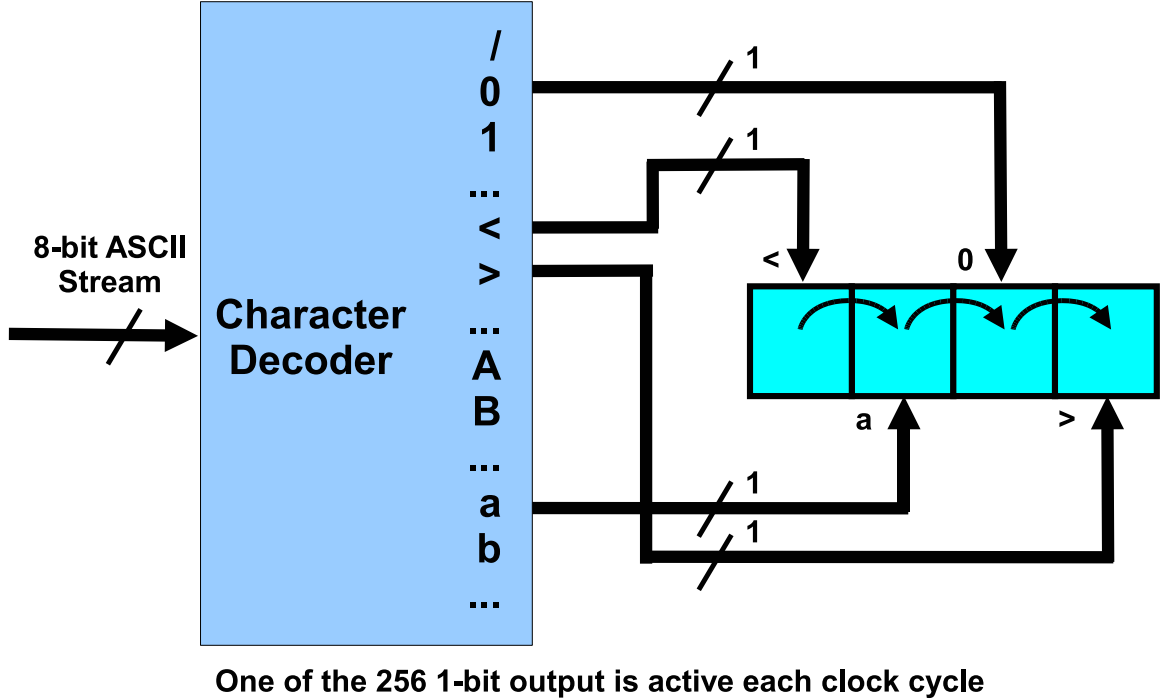 8-bit ASCII
Stream
Character
Decoder
/
0
1
...
<
>
...
A
B
...
a
b
...
1
1
<
0
a
>
1
1
One of the 256 1-bit output is active each clock cycle